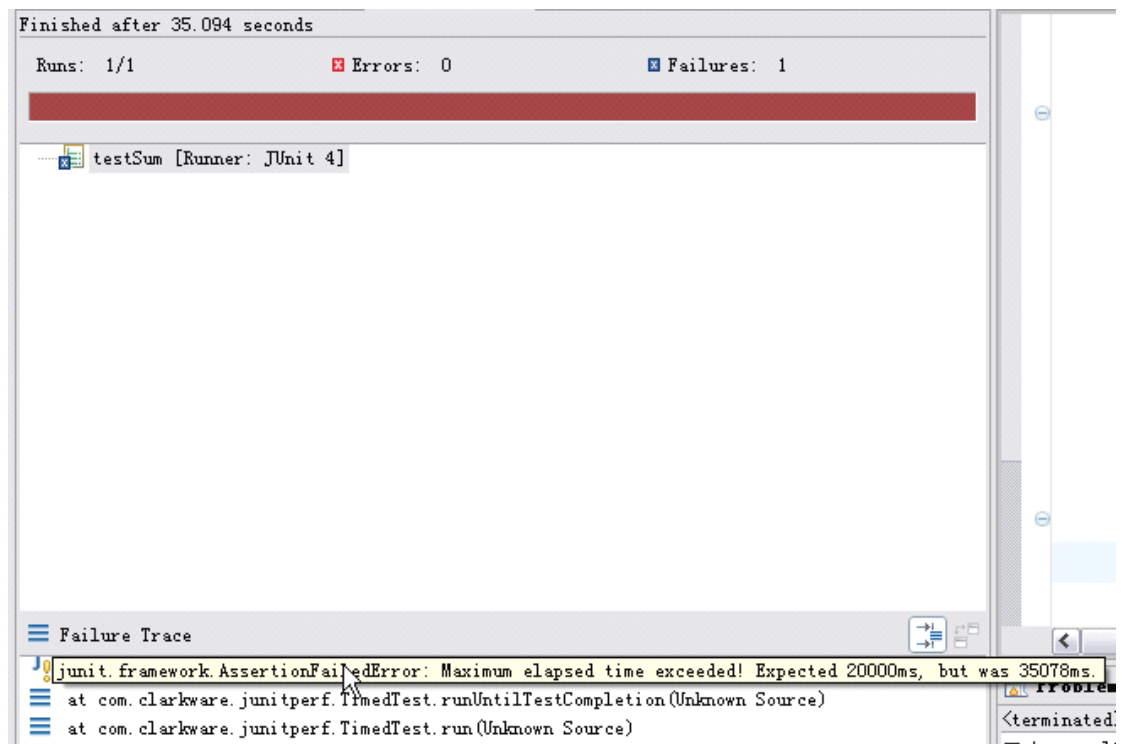 Finished after 35.094 seconds
Runs: 1/1 Errors: 0 Failures: 1
testSum [Runner: JUnit 4]
Failure Trace
junit.framework.AssertionFailedError: Maximum elapsed time exceeded! Expected 20000ms, but was 35078ms.
at com.clarkware.junitperf.TimedTest.runUntilTestCompletion(Unknown Source)
at com.clarkware.junitperf.TimedTest.run(Unknown Source)
<terminated>